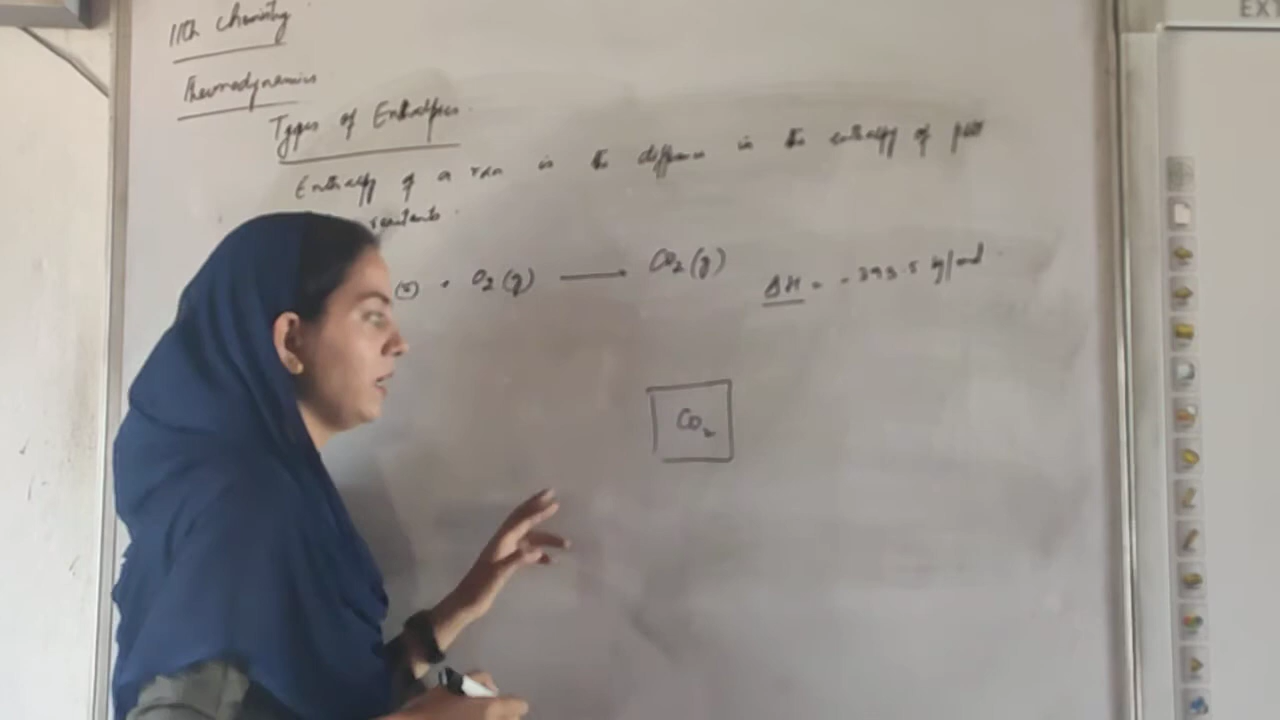 11th Chemistry
Thermodynamics
Types of Enthalpies.
Enthalpy of a rxn is the difference in the enthalpy of
reactants.
(s) + O2(g) ⟶ CO2(g) ΔH = -393.5 kJ/mol.
CO2
EXT